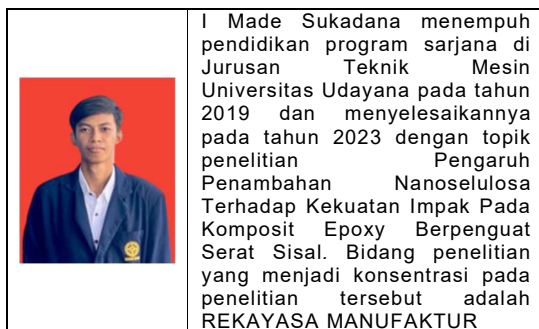 I Made Sukadana menempuh
pendidikan program sarjana di
Jurusan Teknik Mesin
Universitas Udayana pada tahun
2019 dan menyelesaikannya
pada tahun 2023 dengan topik
penelitian Pengaruh
Penambahan Nanoselulosa
Terhadap Kekuatan Impak Pada
Komposit Epoxy Berpenguat
Serat Sisal. Bidang penelitian
yang menjadi konsentrasi pada
penelitian tersebut adalah
REKAYASA MANUFAKTUR